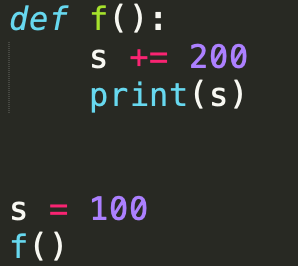 def f():
    s += 200
    print(s)
s = 100
f()